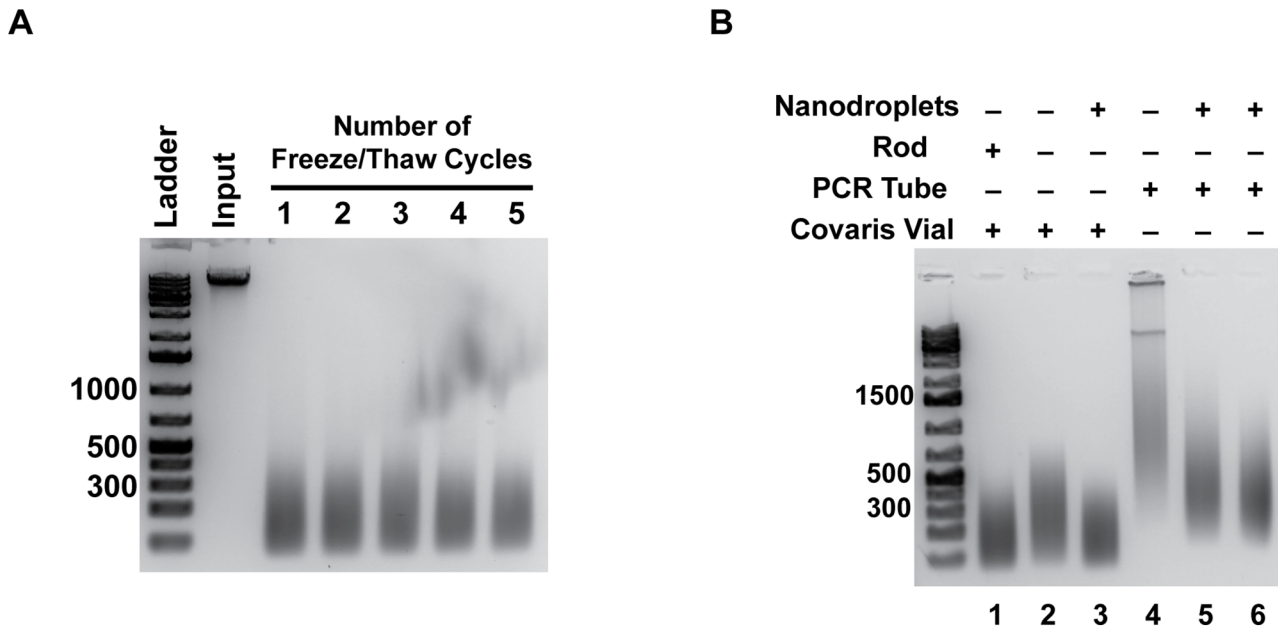 A
Ladder
Input
Number of
Freeze/Thaw Cycles
1 2 3 4 5
1000
500
300
B
Nanodroplets – – + – + +
Rod + – – – – –
PCR Tube – – – + + +
Covaris Vial + + + – – –
1500
500
300
1 2 3 4 5 6